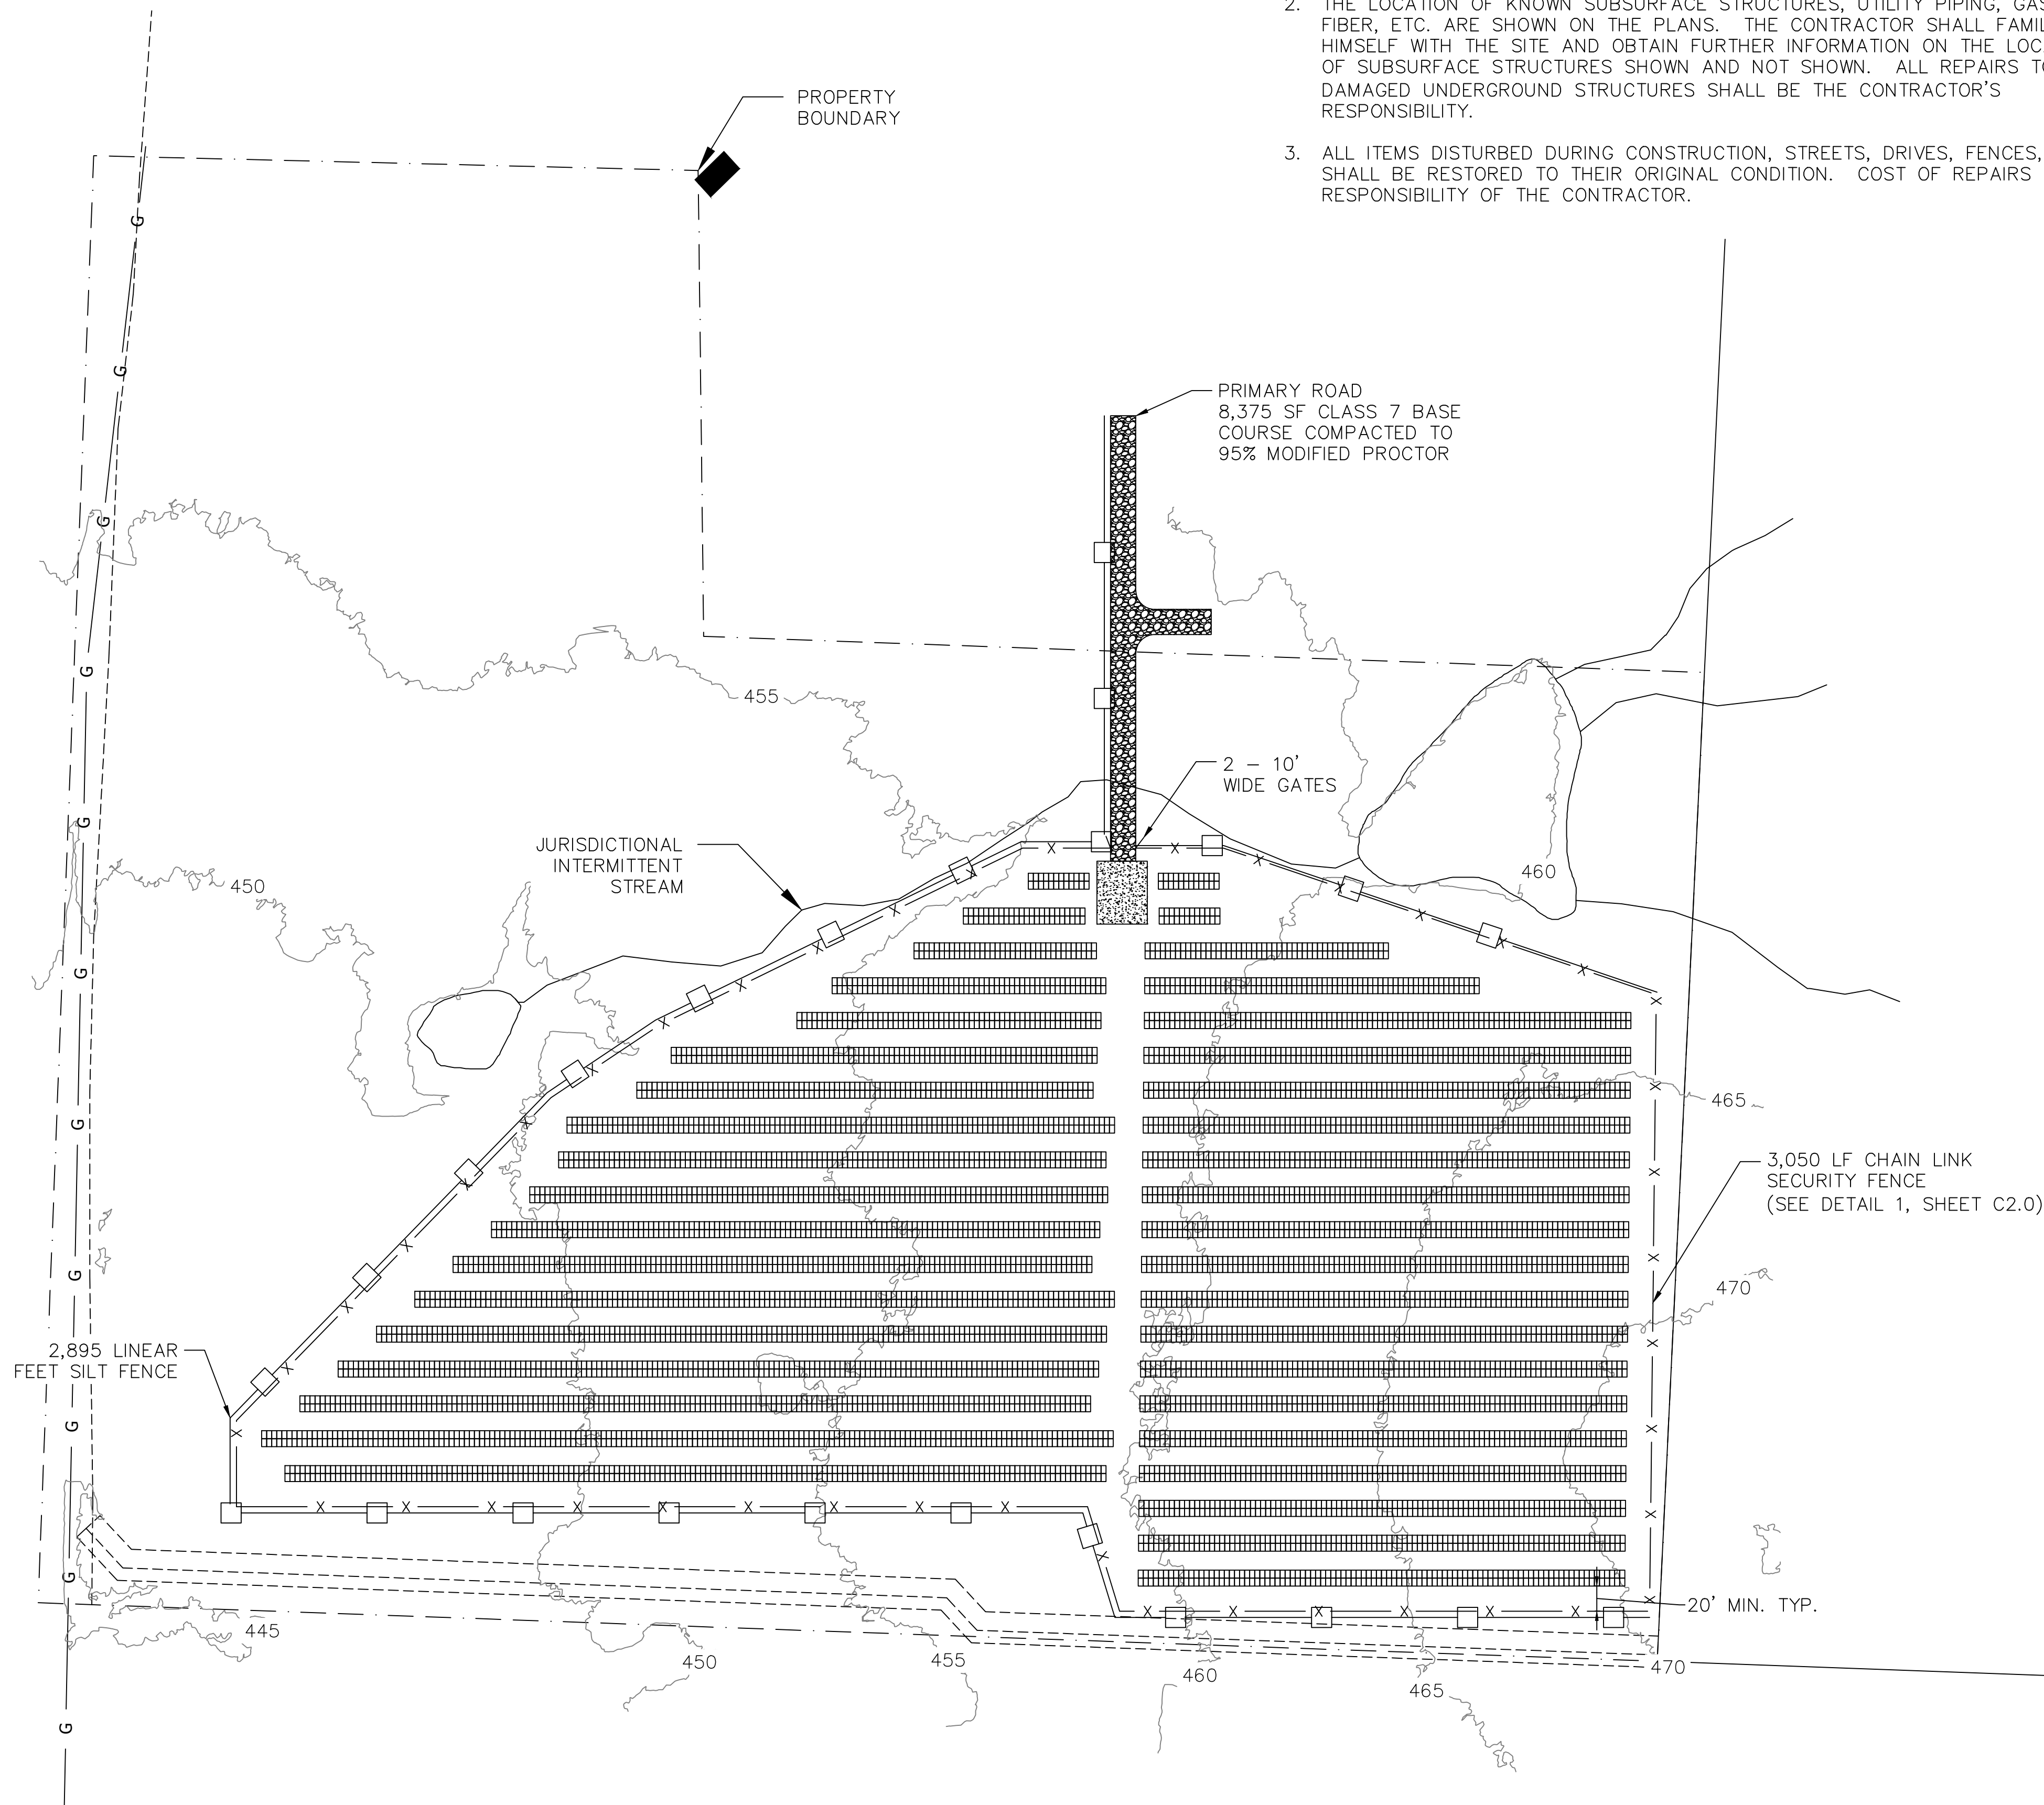 2. THE LOCATION OF KNOWN SUBSURFACE STRUCTURES, UTILITY PIPING, GAS
FIBER, ETC. ARE SHOWN ON THE PLANS. THE CONTRACTOR SHALL FAMIL
HIMSELF WITH THE SITE AND OBTAIN FURTHER INFORMATION ON THE LOC
OF SUBSURFACE STRUCTURES SHOWN AND NOT SHOWN. ALL REPAIRS TO
DAMAGED UNDERGROUND STRUCTURES SHALL BE THE CONTRACTOR'S
RESPONSIBILITY.
3. ALL ITEMS DISTURBED DURING CONSTRUCTION, STREETS, DRIVES, FENCES,
SHALL BE RESTORED TO THEIR ORIGINAL CONDITION. COST OF REPAIRS
RESPONSIBILITY OF THE CONTRACTOR.
PROPERTY
BOUNDARY
G
G
G
PRIMARY ROAD
8,375 SF CLASS 7 BASE
COURSE COMPACTED TO
95% MODIFIED PROCTOR
G
455
2 – 10'
WIDE GATES
G
JURISDICTIONAL
INTERMITTENT
STREAM
450
460
G
465
G
3,050 LF CHAIN LINK
SECURITY FENCE
(SEE DETAIL 1, SHEET C2.0)
G
470
2,895 LINEAR
FEET SILT FENCE
G
G
20' MIN. TYP.
445
450
455
460
465
470
G